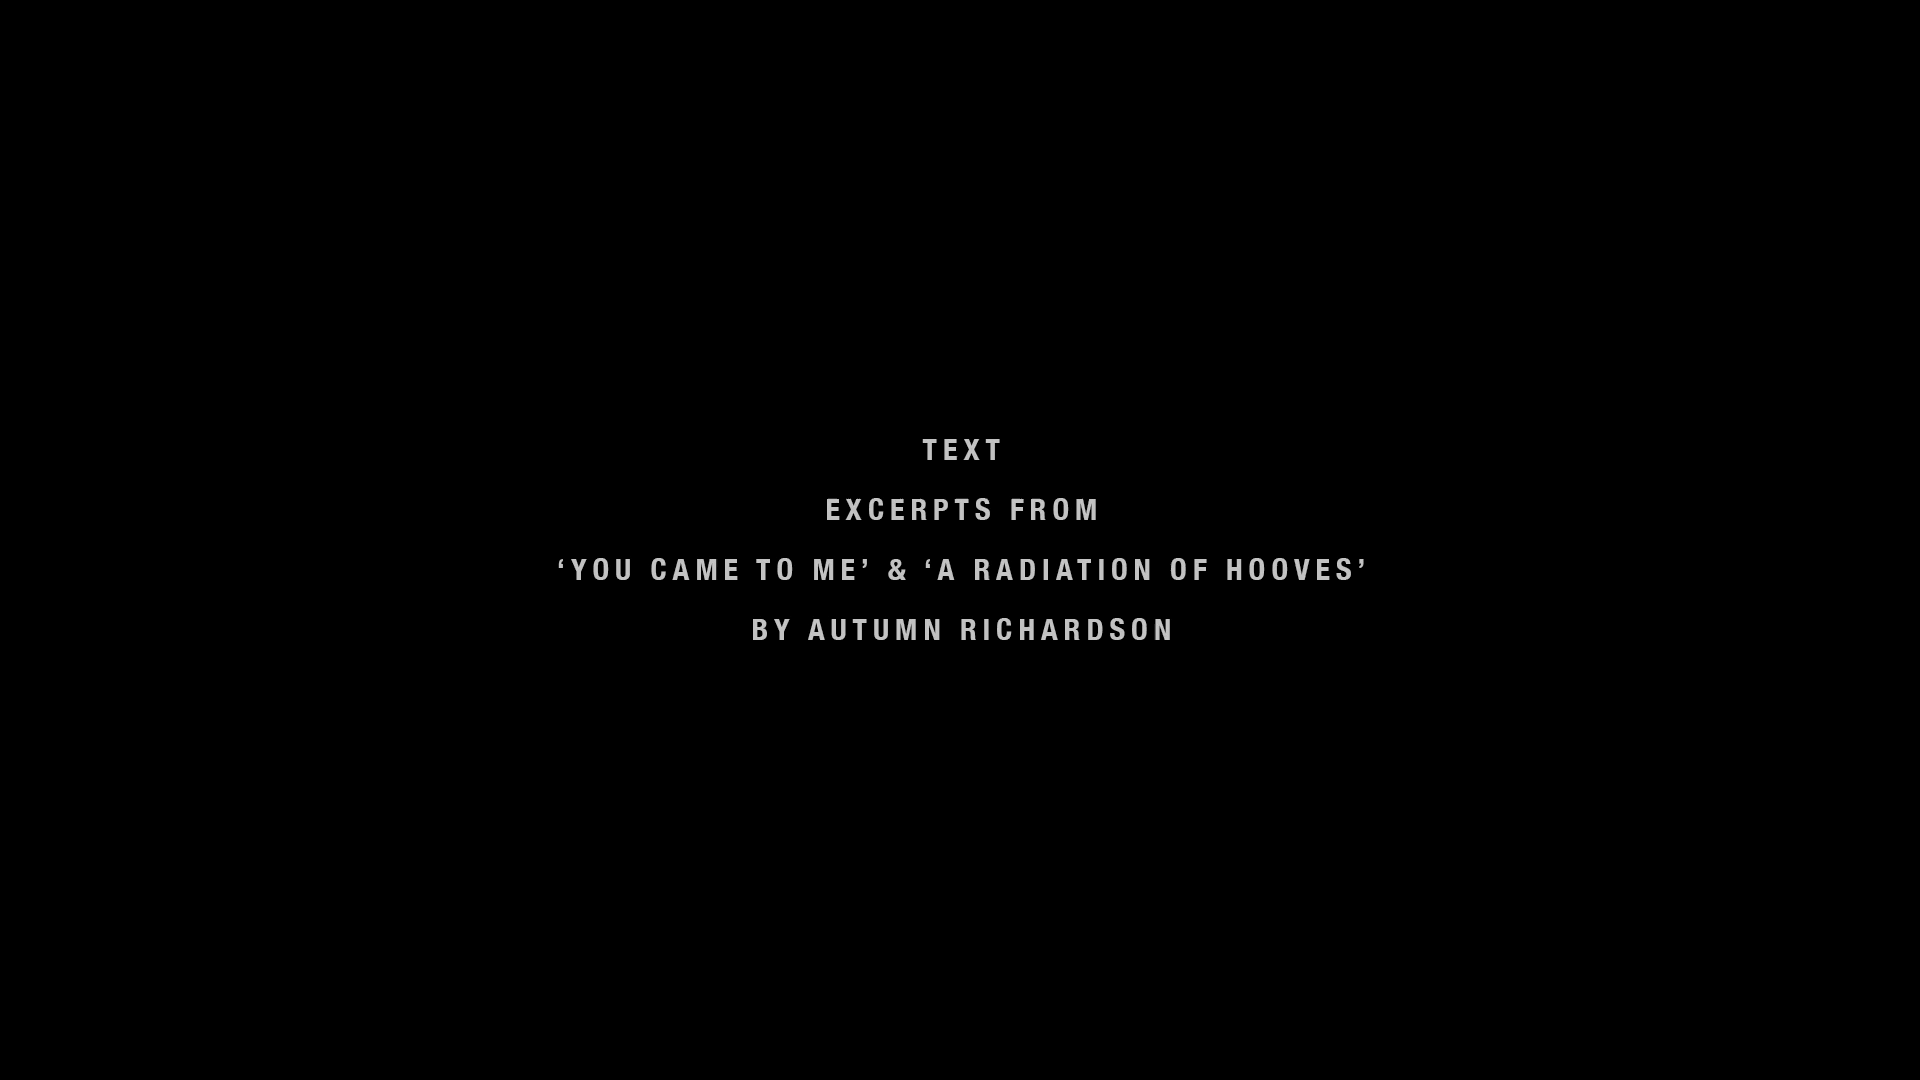 TEXT
EXCERPTS FROM
‘YOU CAME TO ME’ & ‘A RADIATION OF HOOVES’
BY AUTUMN RICHARDSON